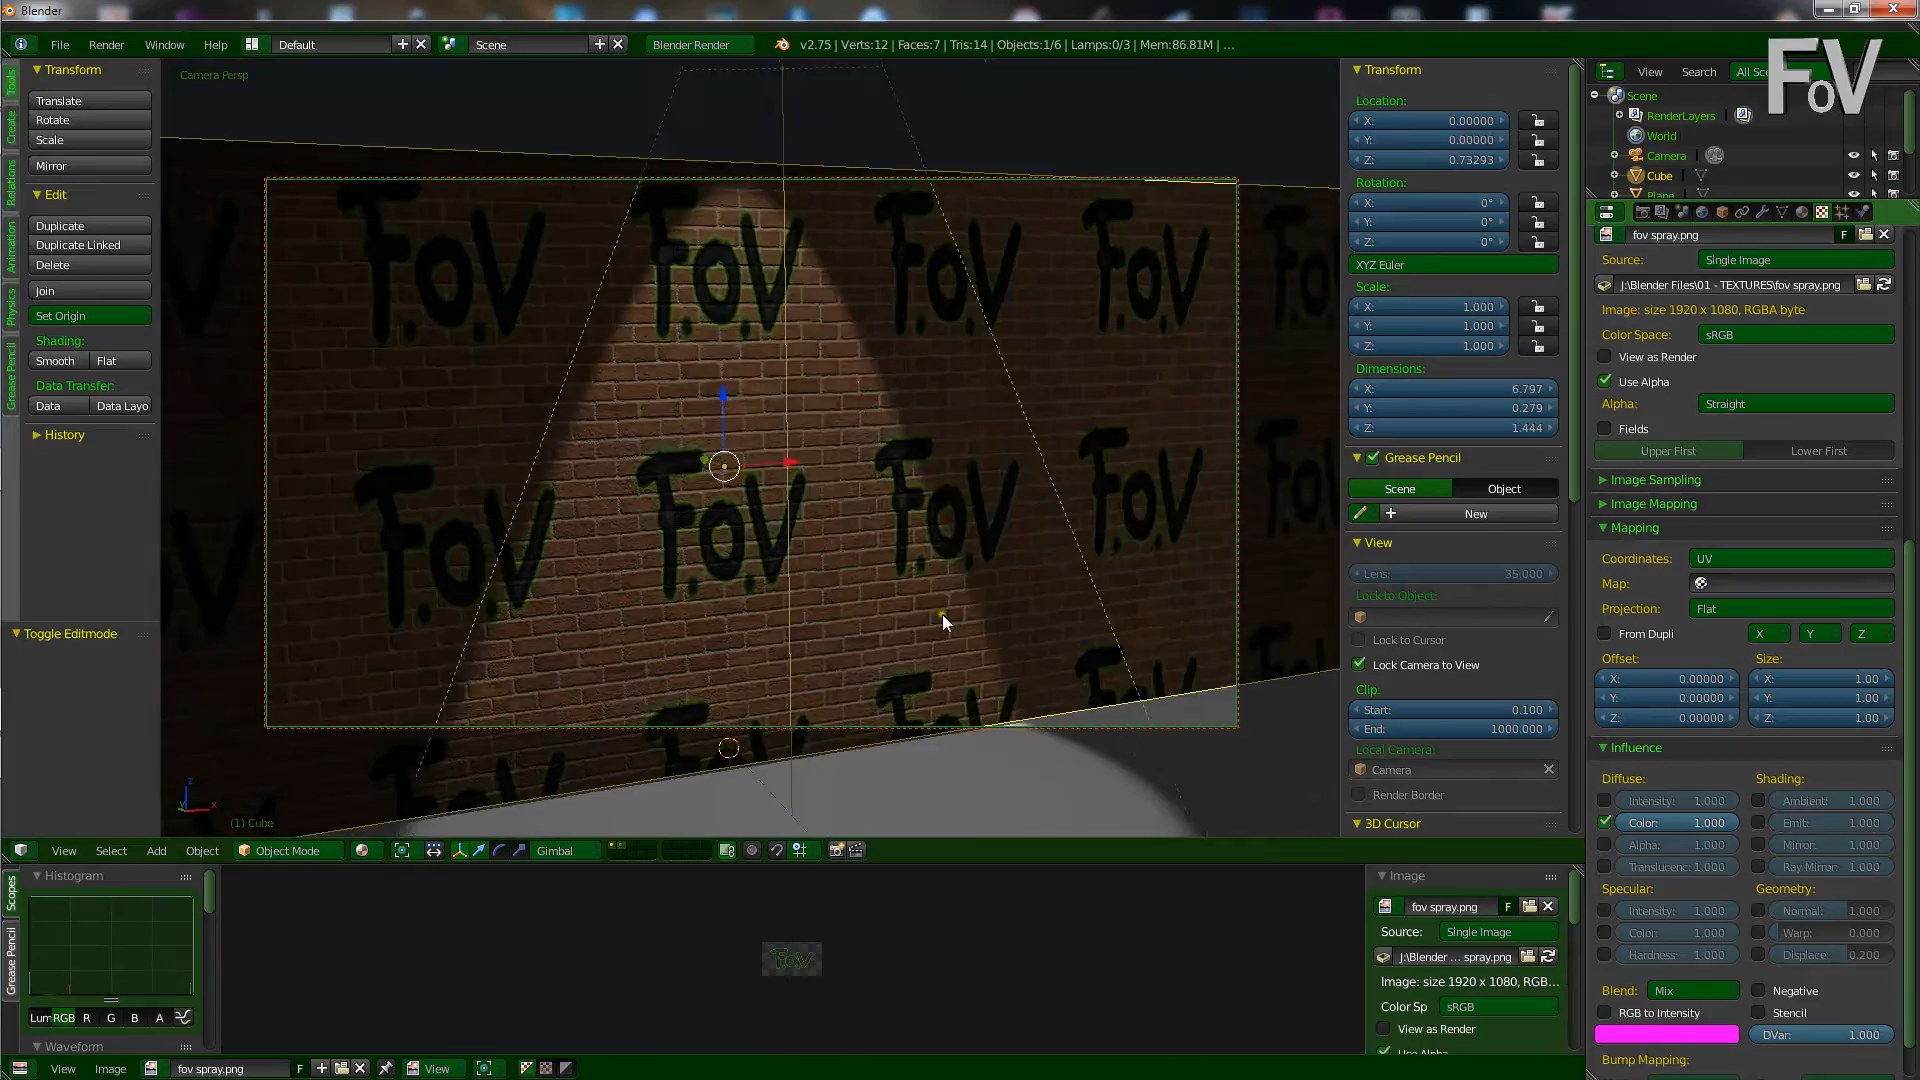 Blender
File Render Window Help Default Scene Blender Render v2.75 | Verts:12 | Faces:7 | Tris:14 | Objects:1/6 | Lamps:0/3 | Mem:86.81M | ...
FoV
Tools
Create
Relations
Animation
Physics
Grease Pencil
Transform
Translate
Rotate
Scale
Mirror
Edit
Duplicate
Duplicate Linked
Delete
Join
Set Origin
Shading:
Smooth Flat
Data Transfer:
Data Data Layo
History
Toggle Editmode
Camera Persp
F.o.V F.o.V F.o.V F.o.V
F.o.V F.o.V F.o.V F.o.V
z
x
y
(1) Cube
Transform
Location:
X: 0.00000
Y: 0.00000
Z: 0.73293
Rotation:
X: 0°
Y: 0°
Z: 0°
XYZ Euler
Scale:
X: 1.000
Y: 1.000
Z: 1.000
Dimensions:
X: 6.797
Y: 0.279
Z: 1.444
Grease Pencil
Scene Object
New
View
Lens: 35.000
Lock to Object:
Lock to Cursor
Lock Camera to View
Clip:
Start: 0.100
End: 1000.000
Local Camera:
Camera
Render Border
3D Cursor
View Search All Sce
Scene
RenderLayers
World
Camera
Cube
Plane
fov spray.png F
Source: Single Image
J:\Blender Files\01 - TEXTURES\fov spray.png
Image: size 1920 x 1080, RGBA byte
Color Space: sRGB
View as Render
Use Alpha
Alpha: Straight
Fields
Upper First Lower First
Image Sampling
Image Mapping
Mapping
Coordinates: UV
Map:
Projection: Flat
From Dupli X Y Z
Offset: Size:
X: 0.00000 X: 1.00
Y: 0.00000 Y: 1.00
Z: 0.00000 Z: 1.00
Influence
Diffuse: Shading:
Intensity: 1.000 Ambient: 1.000
Color: 1.000 Emit: 1.000
Alpha: 1.000 Mirror: 1.000
Translucenc: 1.000 Ray Mirror: 1.000
Specular: Geometry:
Intensity: 1.000 Normal: 1.000
Color: 1.000 Warp: 0.000
Hardness: 1.000 Displace: 0.200
Blend: Mix Negative
RGB to Intensity Stencil
DVar: 1.000
Bump Mapping:
View Select Add Object Object Mode Gimbal
Scopes
Grease Pencil
Histogram
Lum RGB R G B A
Waveform
F.o.V
Image
fov spray.png F
Source: Single Image
J:\Blender ... spray.png
Image: size 1920 x 1080, RGB...
Color Sp sRGB
View as Render
Use Alpha
View Image fov spray.png F View